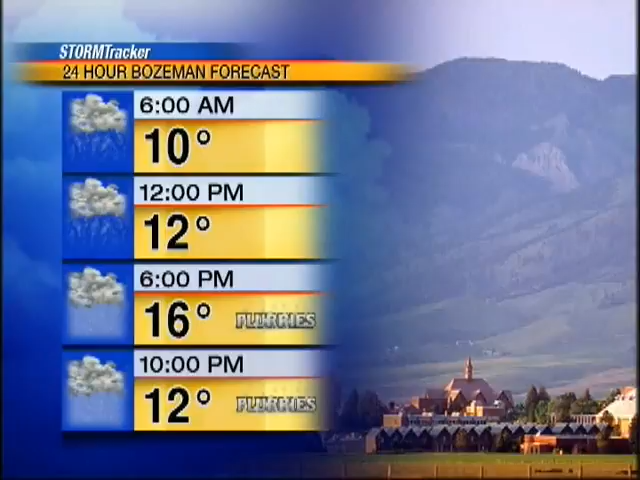 STORMTracker
24 HOUR BOZEMAN FORECAST
6:00 AM
10°
12:00 PM
12°
6:00 PM
16° FLURRIES
10:00 PM
12° FLURRIES